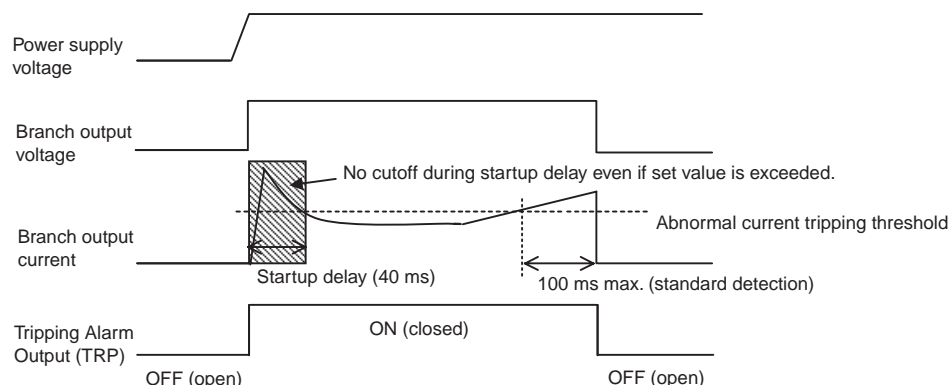 Power supply
voltage
Branch output
voltage
No cutoff during startup delay even if set value is exceeded.
Abnormal current tripping threshold
Branch output
current
Startup delay (40 ms)
100 ms max. (standard detection)
Tripping Alarm
Output (TRP)
ON (closed)
OFF (open)
OFF (open)